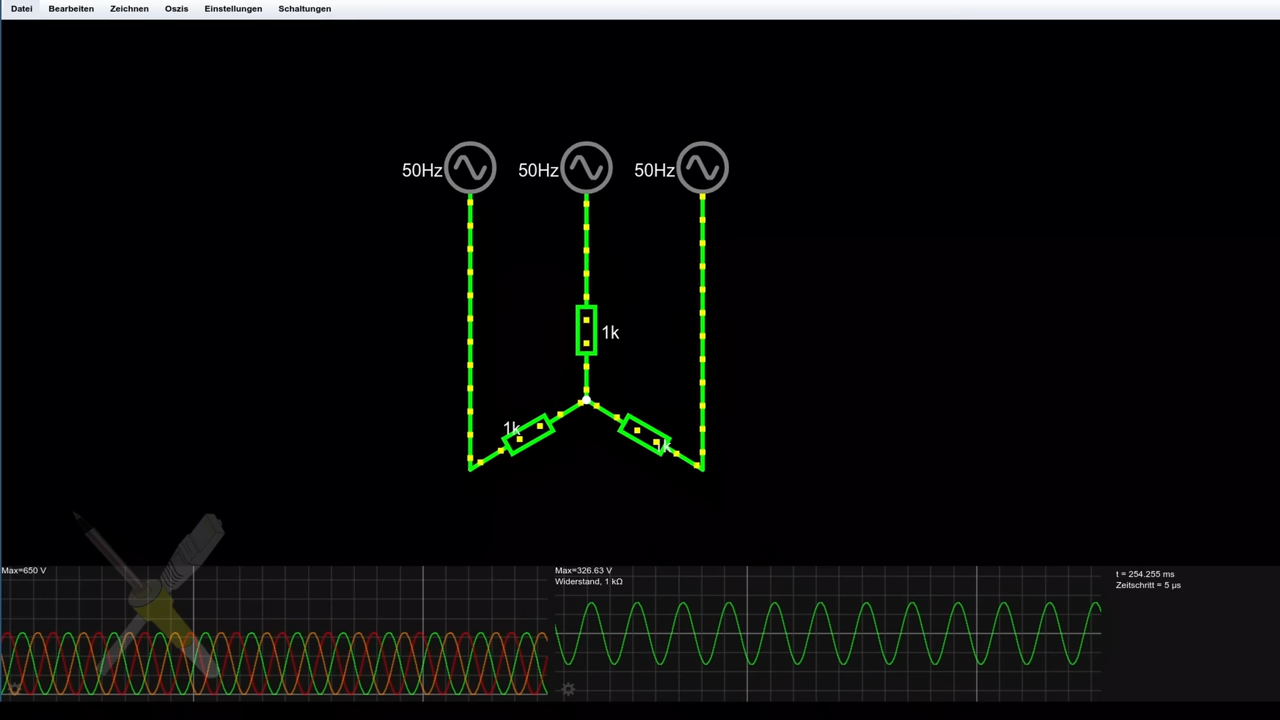 Datei Bearbeiten Zeichnen Oszis Einstellungen Schaltungen
50Hz 50Hz 50Hz
1k
1k
1k
Max=650 V
Max=326.63 V
Widerstand, 1 kΩ
t = 254.255 ms
Zeitschritt = 5 µs